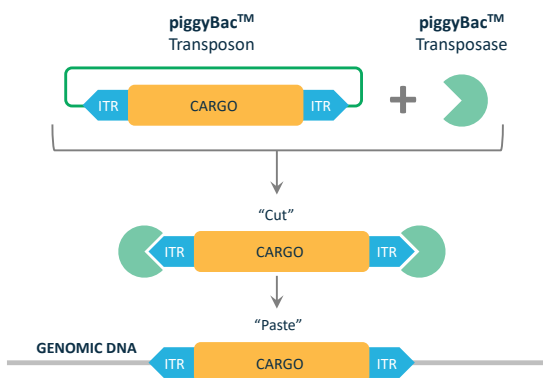 piggyBac™
Transposon
piggyBac™
Transposase
ITR CARGO ITR
+
"Cut"
ITR CARGO ITR
"Paste"
GENOMIC DNA
ITR CARGO ITR